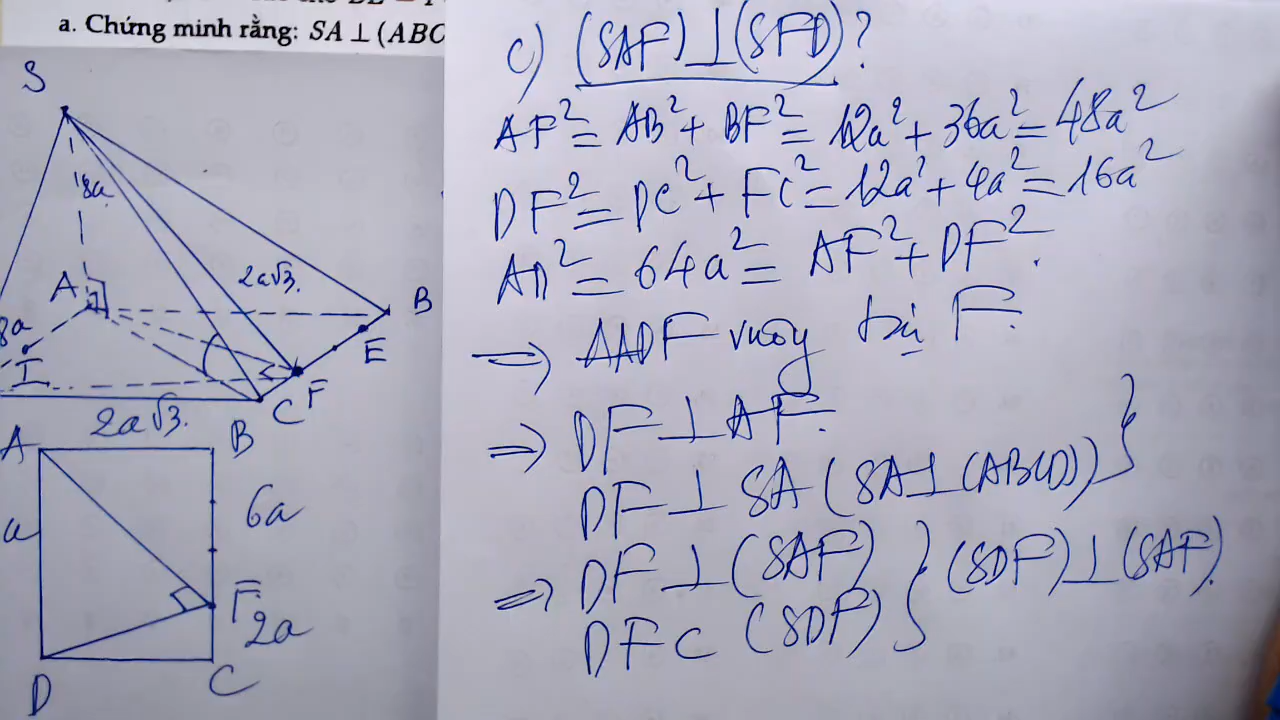 a. Chứng minh rằng: SA ⊥ (ABC
S
8a
A
2a√3.
B
8a
E
I
C F
2a√3.
A
B
a
6a
F
2a
D
C
c) (SAF) ⊥ (SFD)?
AF² = AB² + BF² = 12a² + 36a² = 48a²
DF² = DC² + FC² = 12a² + 4a² = 16a²
AD² = 64a² = AF² + DF².
=> ΔADF vuông tại F.
=> DF ⊥ AF.
DF ⊥ SA (SA ⊥ (ABCD)) }
=> DF ⊥ (SAF)
DF ⊂ (SDF) } (SDF) ⊥ (SAF).